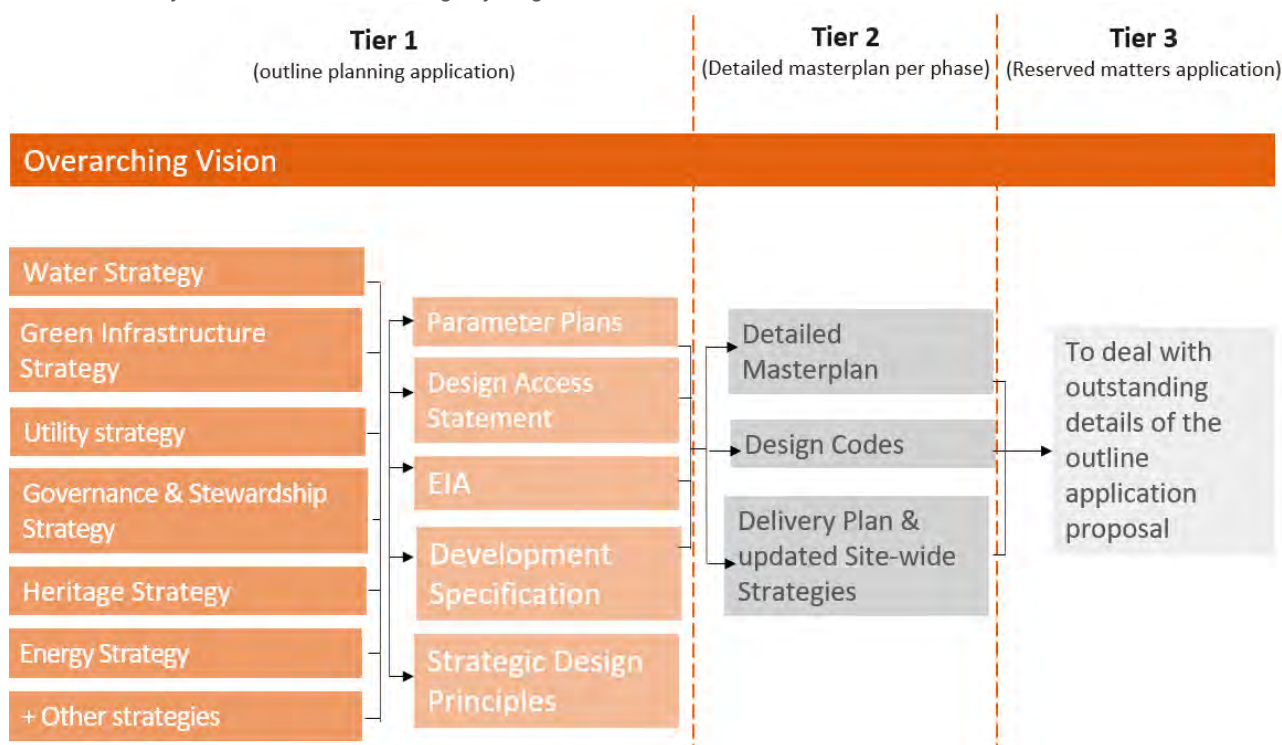 Tier 1
(outline planning application)
Tier 2
(Detailed masterplan per phase)
Tier 3
(Reserved matters application)
Overarching Vision
Water Strategy
Green Infrastructure
Strategy
Utility strategy
Governance & Stewardship
Strategy
Heritage Strategy
Energy Strategy
+ Other strategies
Parameter Plans
Design Access
Statement
EIA
Development
Specification
Strategic Design
Principles
Detailed
Masterplan
Design Codes
Delivery Plan &
updated Site-wide
Strategies
To deal with
outstanding
details of the
outline
application
proposal